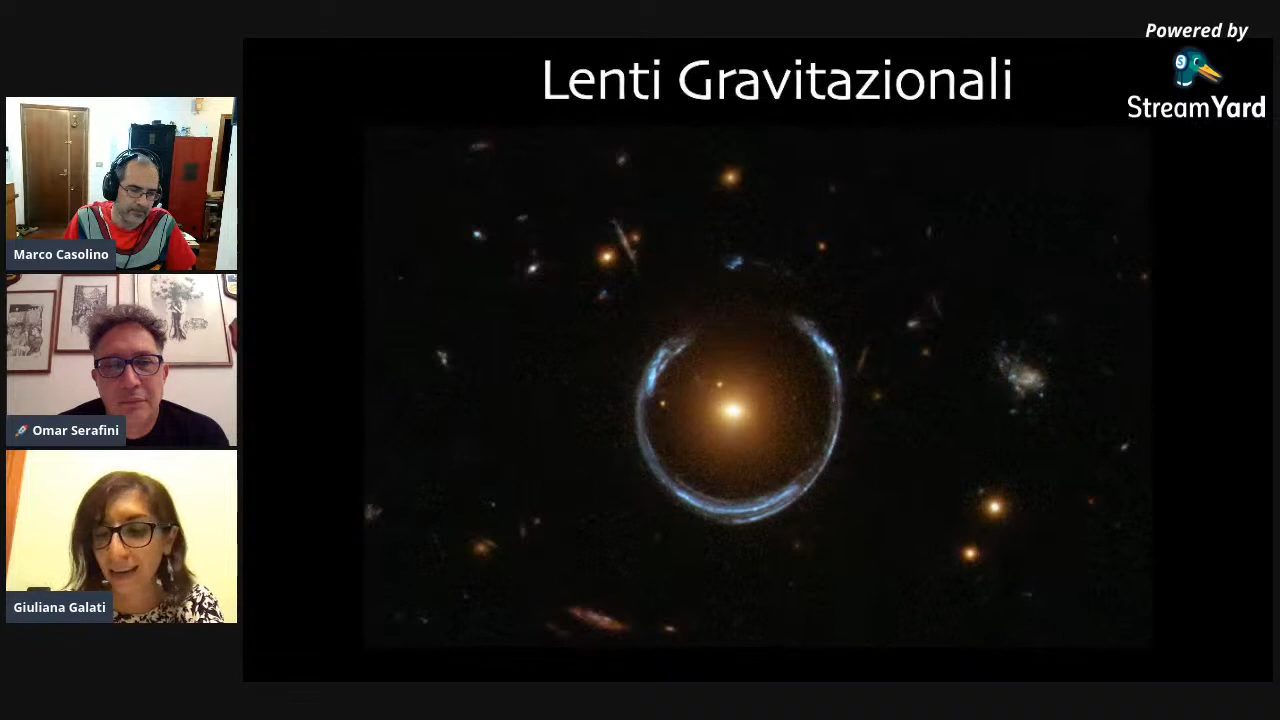 Powered by
StreamYard
Lenti Gravitazionali
Marco Casolino
🚀 Omar Serafini
Giuliana Galati